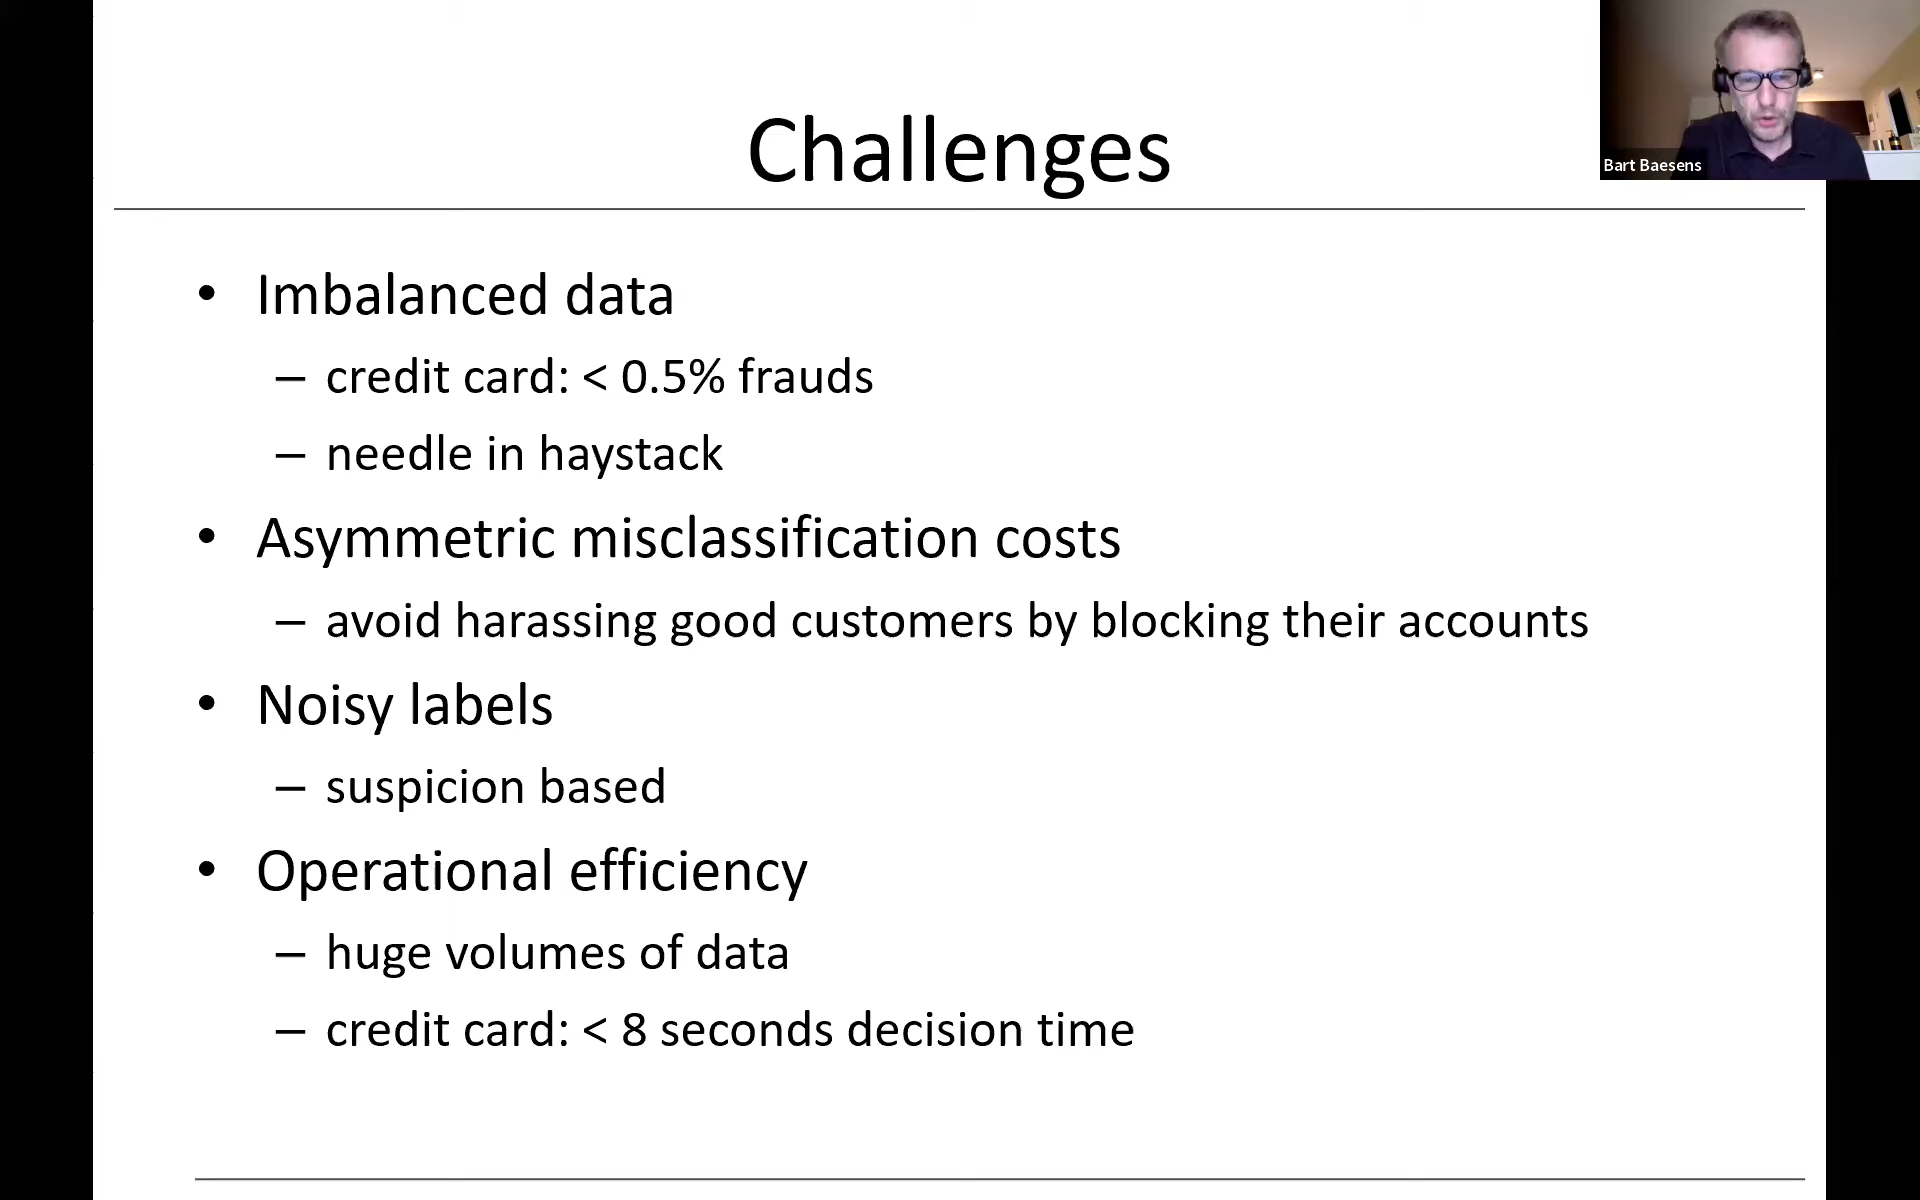 Challenges
Bart Baesens
• Imbalanced data
– credit card: < 0.5% frauds
– needle in haystack
• Asymmetric misclassification costs
– avoid harassing good customers by blocking their accounts
• Noisy labels
– suspicion based
• Operational efficiency
– huge volumes of data
– credit card: < 8 seconds decision time